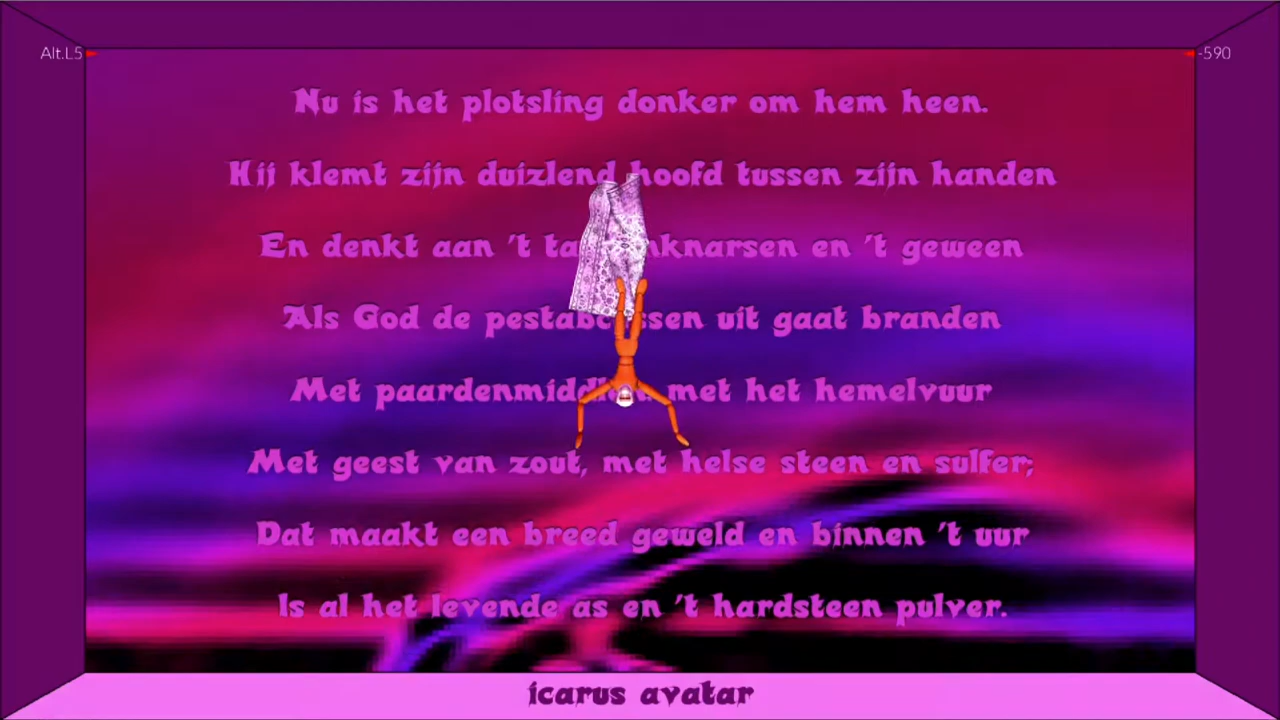 Alt.L5
-590
Nu is het plotsling donker om hem heen.
Hij klemt zijn duizlend hoofd tussen zijn handen
En denkt aan 't en 't geween
Als God de uit gaat branden
Met met het hemelvuur
Met geest van zout, met helse steen en sulfer;
Dat maakt een breed geweld en binnen 't uur
Is al het levende as en 't hardsteen pulver.
icarus avatar